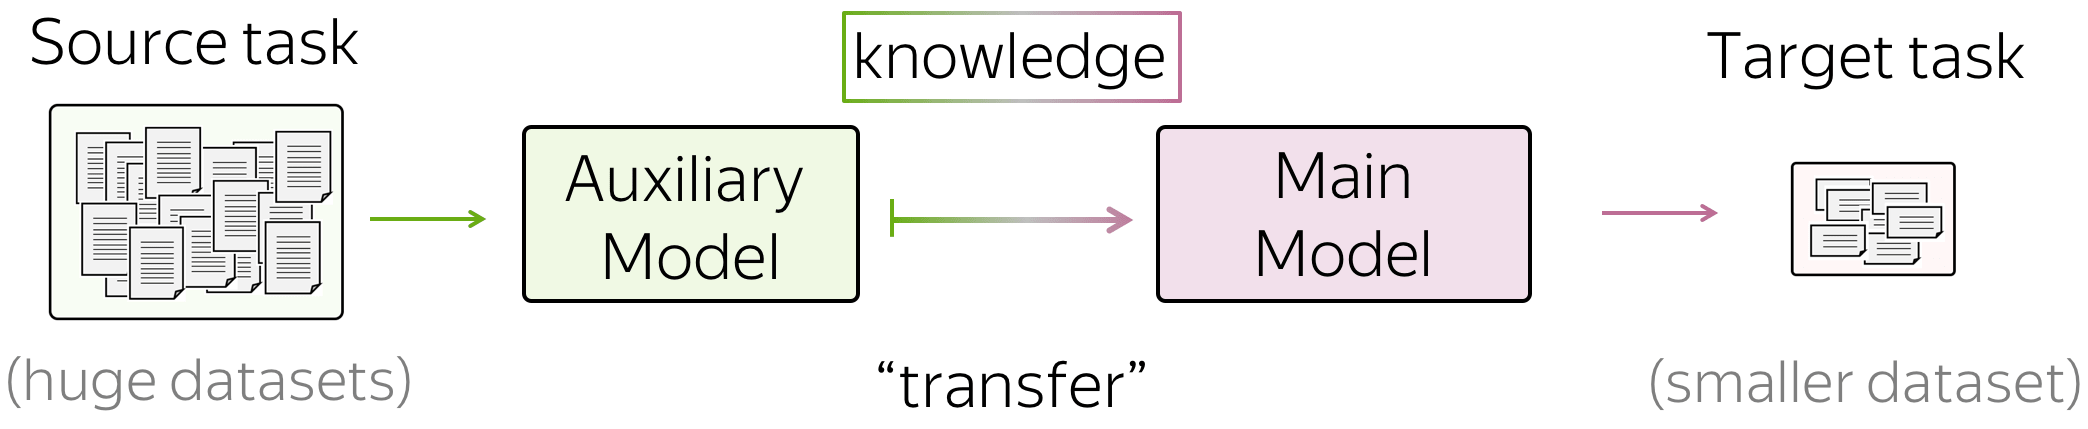 Source task
knowledge
Target task
Auxiliary
Model
Main
Model
(huge datasets)
“transfer”
(smaller dataset)